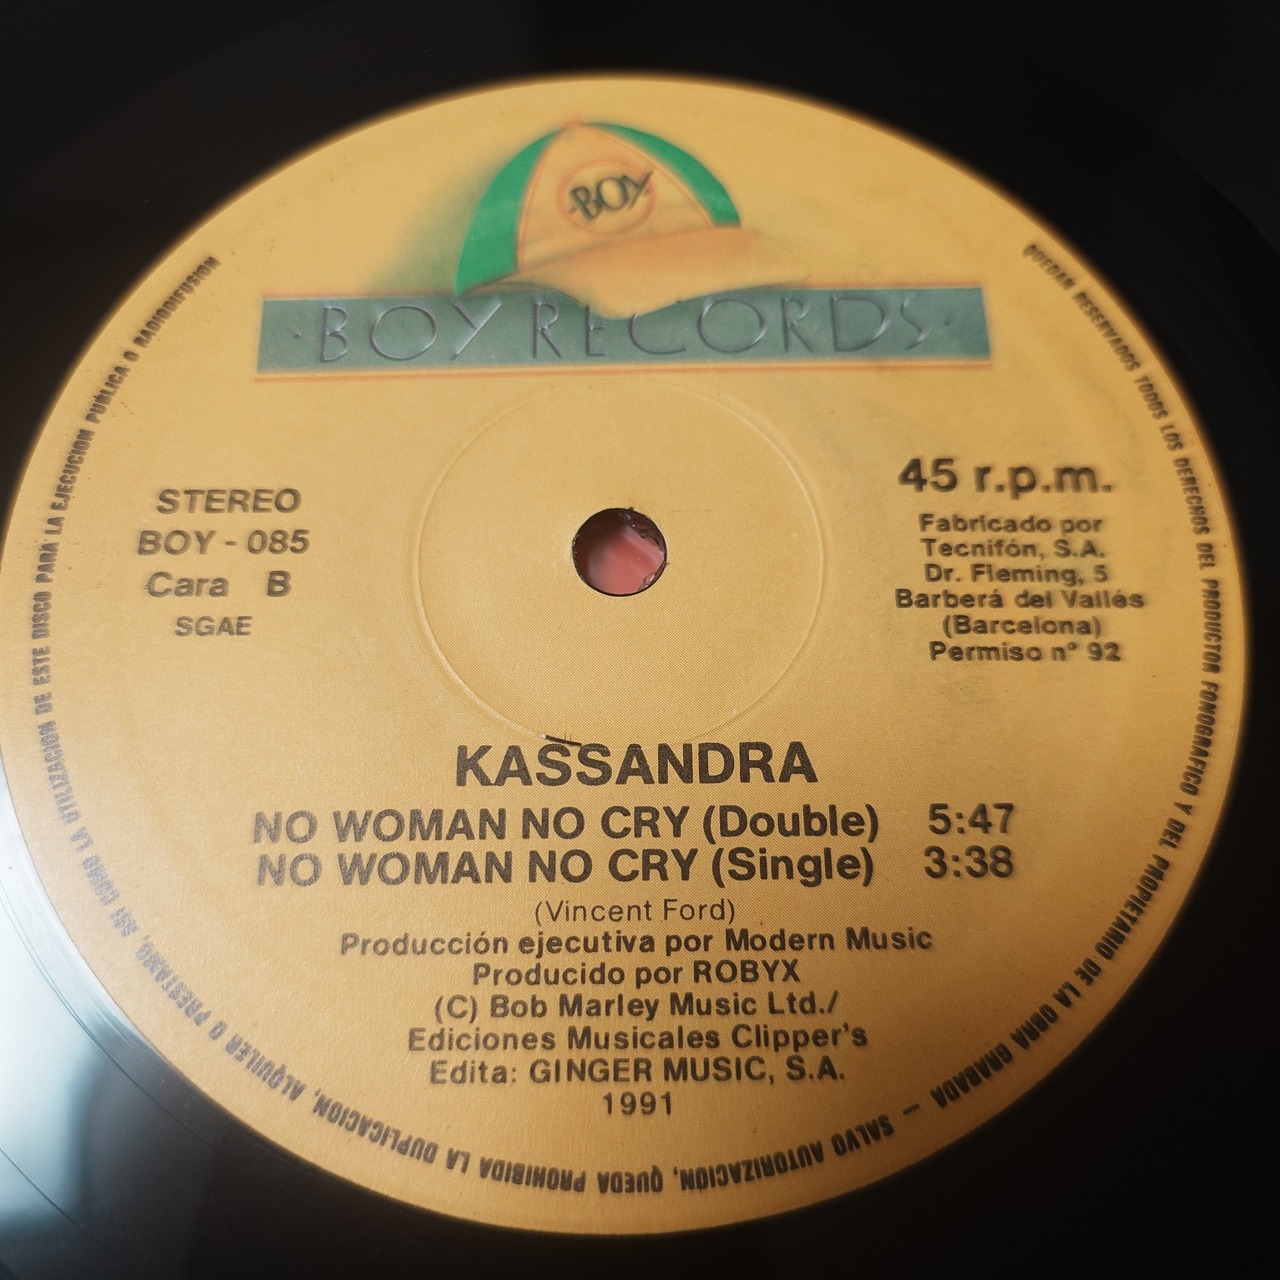 BOY
BOY RECORDS
STEREO
BOY - 085
Cara B
SGAE
45 r.p.m.
Fabricado por
Tecnifón, S.A.
Dr. Fleming, 5
Barberá del Vallés
(Barcelona)
Permiso n° 92
KASSANDRA
NO WOMAN NO CRY (Double) 5:47
NO WOMAN NO CRY (Single) 3:38
(Vincent Ford)
Producción ejecutiva por Modern Music
Producido por ROBYX
(C) Bob Marley Music Ltd./
Ediciones Musicales Clipper's
Edita: GINGER MUSIC, S.A.
1991
QUEDAN RESERVADOS TODOS LOS DERECHOS DEL PRODUCTOR FONOGRAFICO Y DEL PROPIETARIO DE LA OBRA GRABADA — SALVO AUTORIZACION, QUEDA PROHIBIDA LA DUPLICACION, ALQUILER O PRESTAMO, ASI COMO LA UTILIZACION DE ESTE DISCO PARA LA EJECUCION PUBLICA O RADIODIFUSION